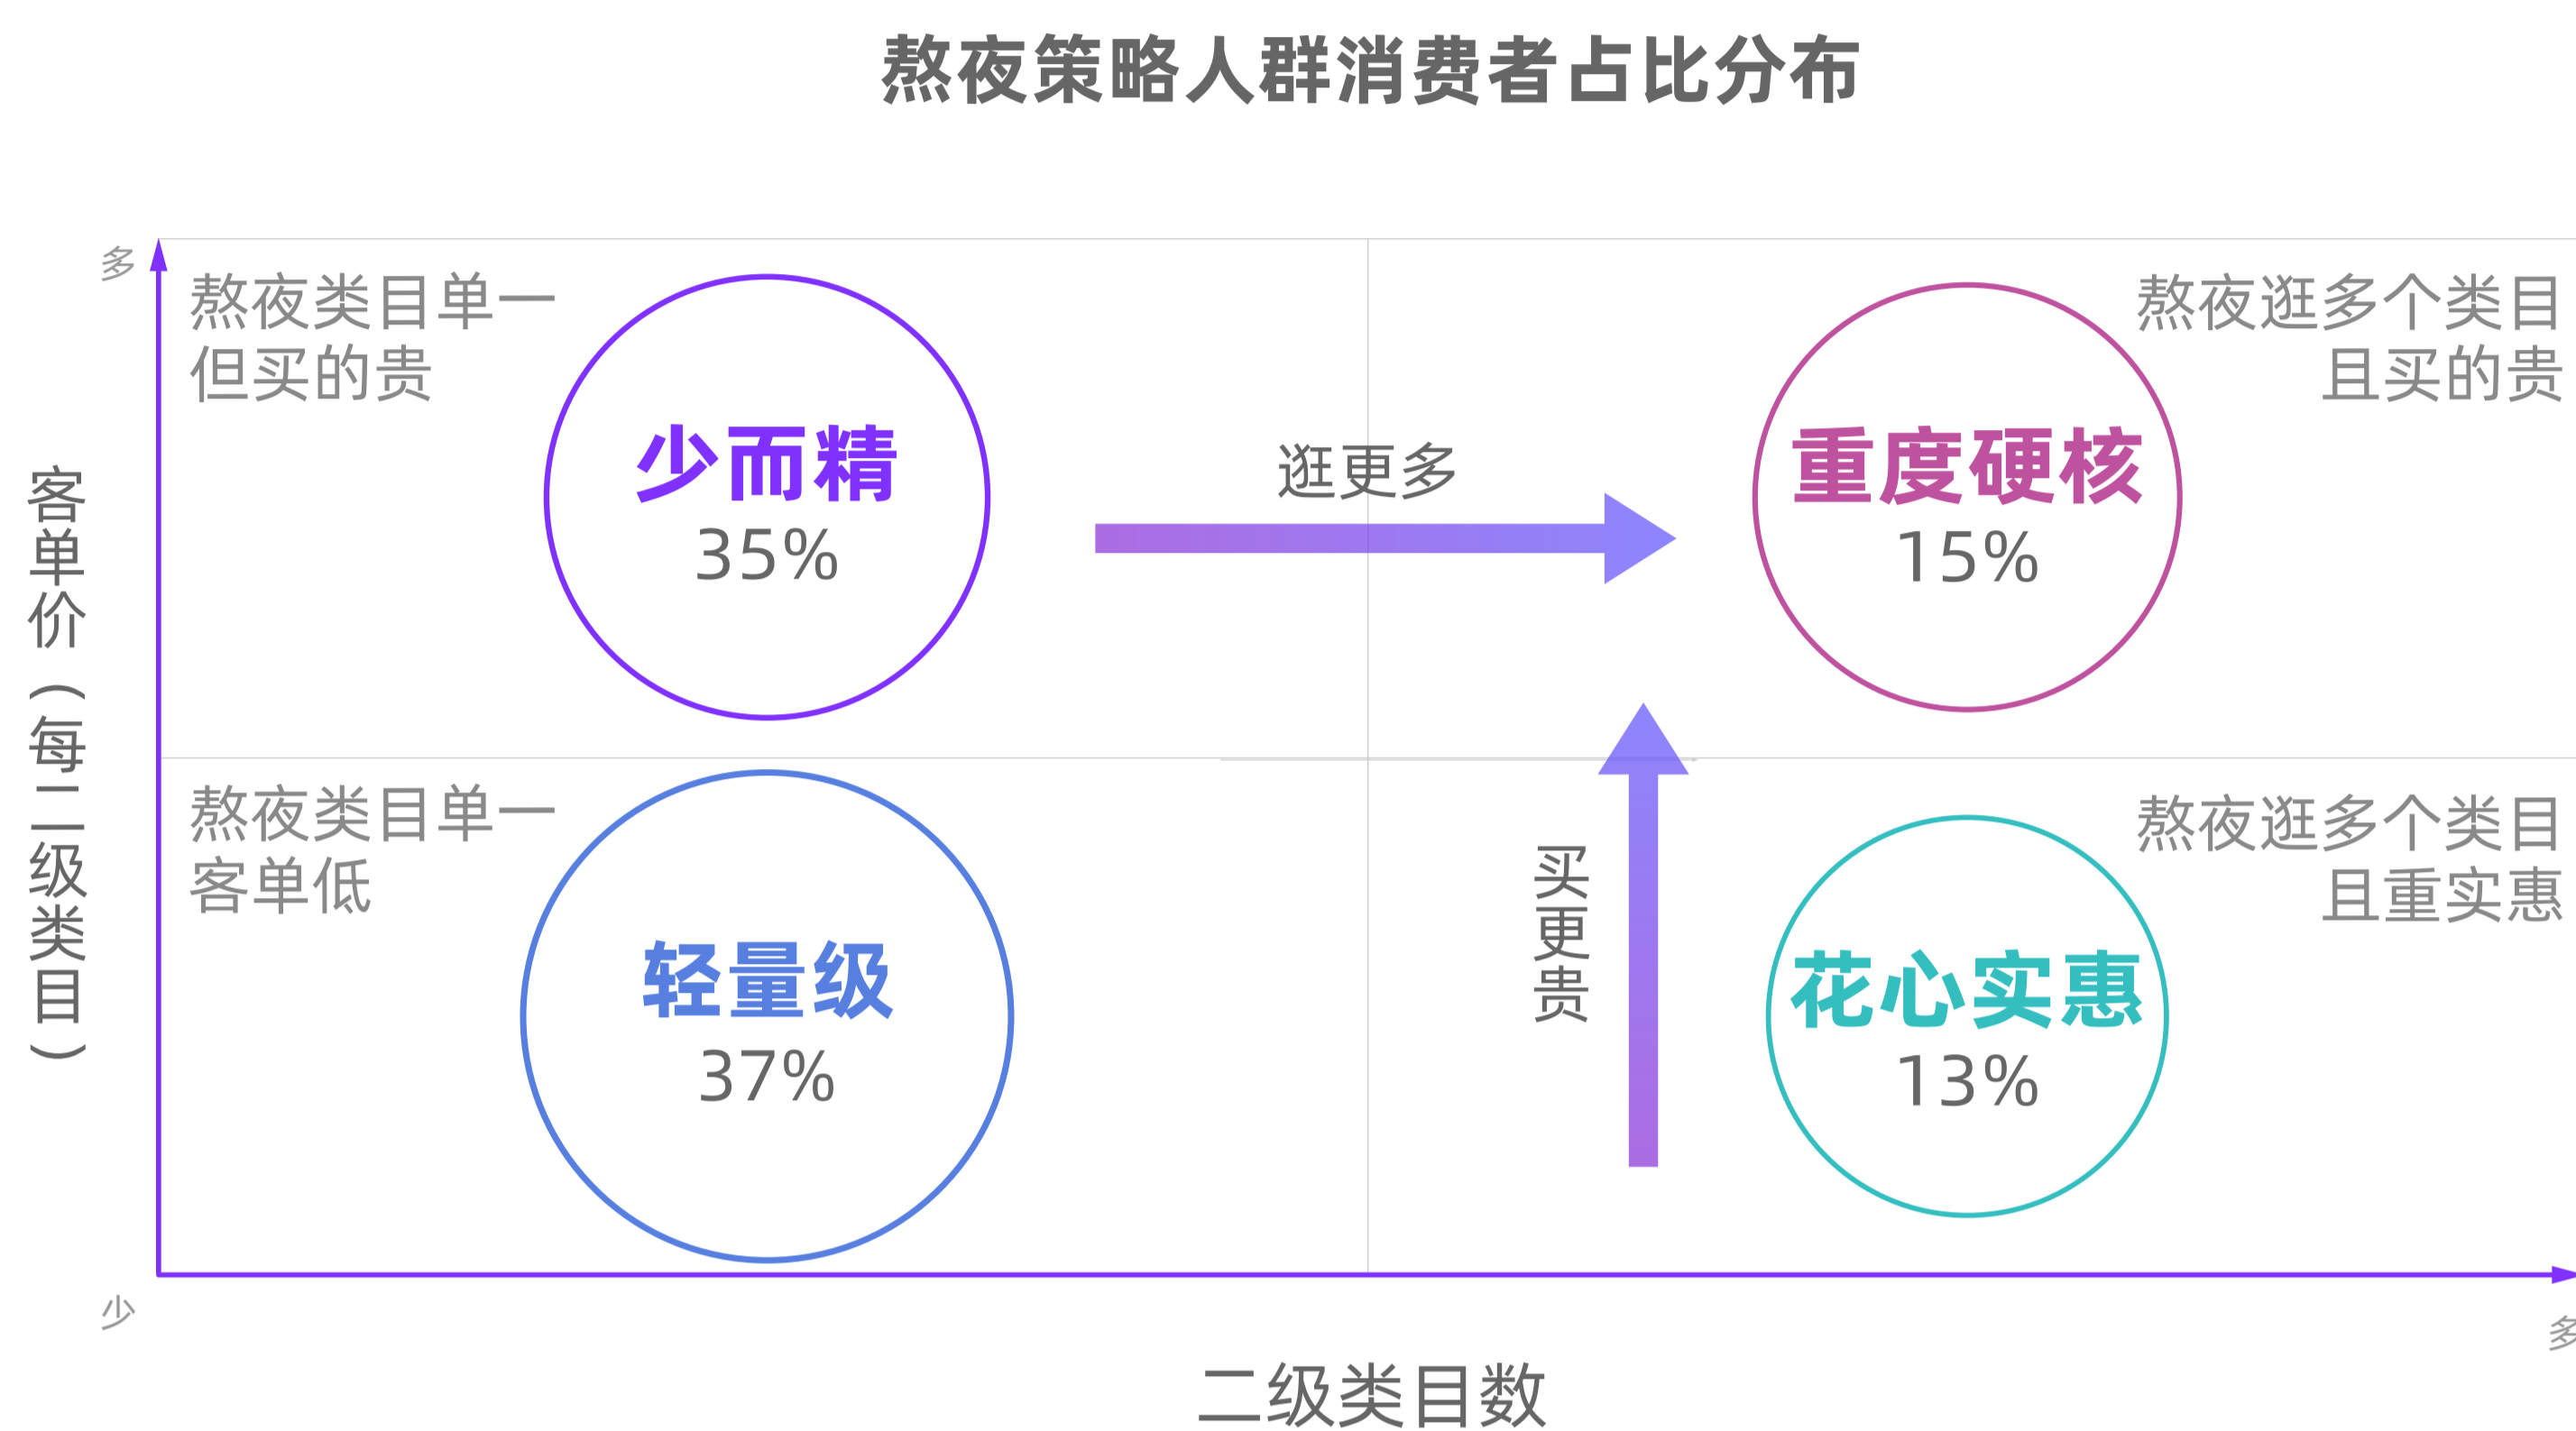 熬夜策略人群消费者占比分布
多
客单价（每二级类目）
熬夜类目单一
但买的贵
少而精
35%
逛更多
熬夜逛多个类目
且买的贵
重度硬核
15%
熬夜类目单一
客单低
轻量级
37%
买更贵
熬夜逛多个类目
且重实惠
花心实惠
13%
少
多
二级类目数